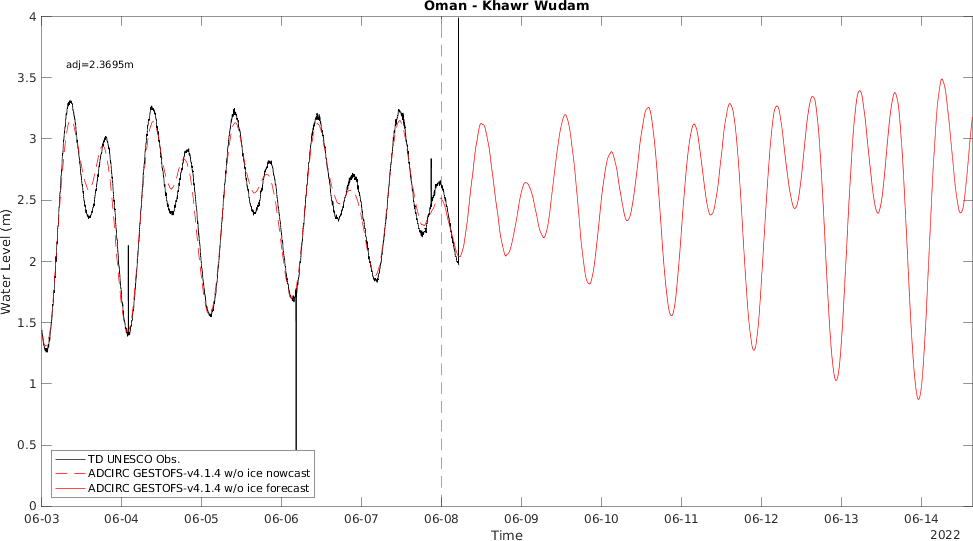 Oman - Khawr Wudam
adj=2.3695m
Water Level (m)
4
3.5
3
2.5
2
1.5
1
0.5
0
TD UNESCO Obs.
ADCIRC GESTOFS-v4.1.4 w/o ice nowcast
ADCIRC GESTOFS-v4.1.4 w/o ice forecast
06-03 06-04 06-05 06-06 06-07 06-08 06-09 06-10 06-11 06-12 06-13 06-14
Time
2022